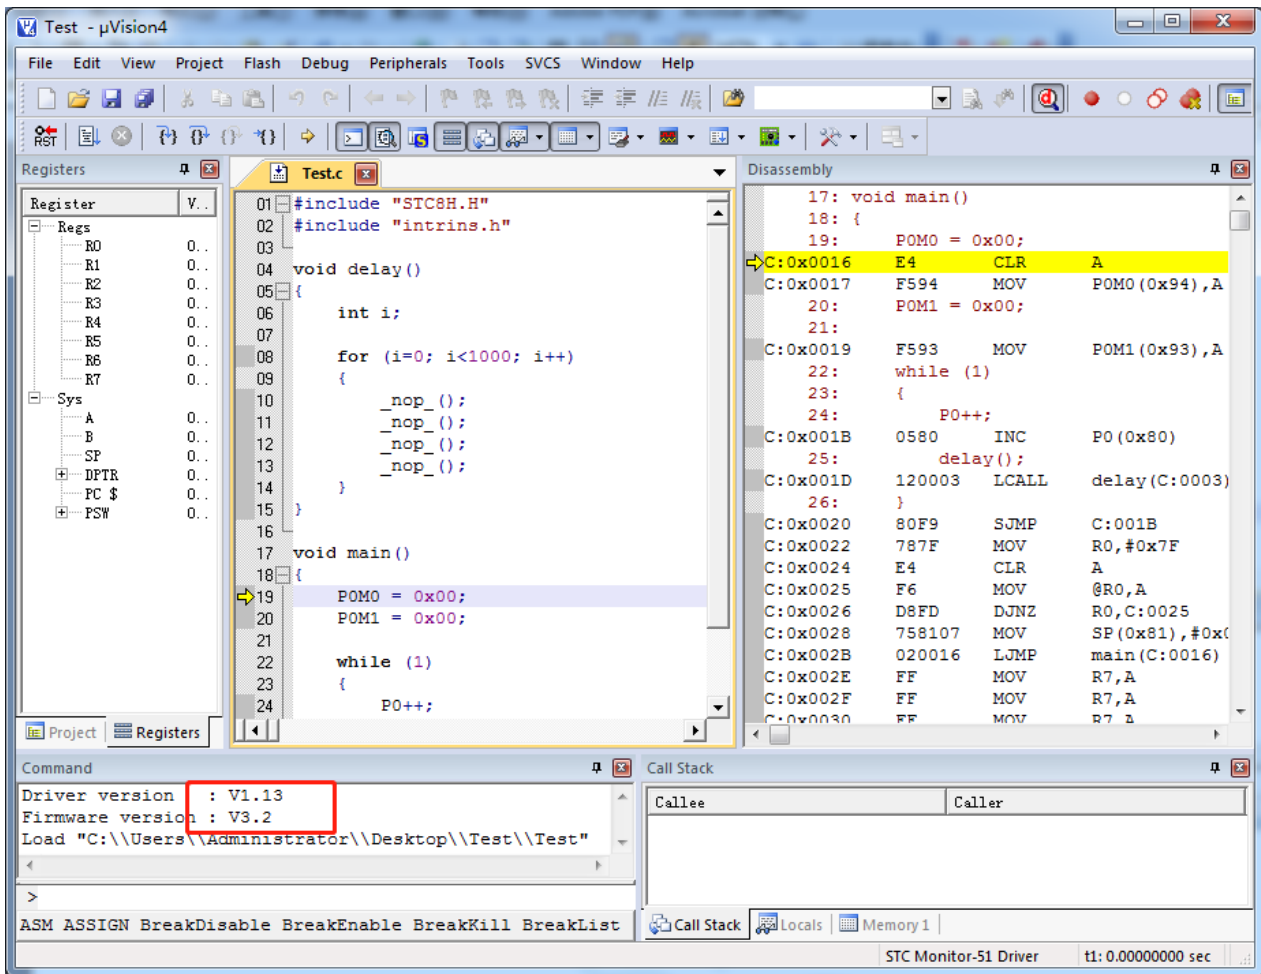 Test - µVision4
File Edit View Project Flash Debug Peripherals Tools SVCS Window Help
RST
Registers
Register V..
Regs
R0 0..
R1 0..
R2 0..
R3 0..
R4 0..
R5 0..
R6 0..
R7 0..
Sys
A 0..
B 0..
SP 0..
DPTR 0..
PC $ 0..
PSW 0..
Project Registers
Test.c
01 #include "STC8H.H"
02 #include "intrins.h"
03
04 void delay()
05 {
06 int i;
07
08 for (i=0; i<1000; i++)
09 {
10 _nop_();
11 _nop_();
12 _nop_();
13 _nop_();
14 }
15 }
16
17 void main()
18 {
19 P0M0 = 0x00;
20 P0M1 = 0x00;
21
22 while (1)
23 {
24 P0++;
Disassembly
17: void main()
18: {
19: P0M0 = 0x00;
C:0x0016 E4 CLR A
C:0x0017 F594 MOV P0M0(0x94),A
20: P0M1 = 0x00;
21:
C:0x0019 F593 MOV P0M1(0x93),A
22: while (1)
23: {
24: P0++;
C:0x001B 0580 INC P0(0x80)
25: delay();
C:0x001D 120003 LCALL delay(C:0003)
26: }
C:0x0020 80F9 SJMP C:001B
C:0x0022 787F MOV R0,#0x7F
C:0x0024 E4 CLR A
C:0x0025 F6 MOV @R0,A
C:0x0026 D8FD DJNZ R0,C:0025
C:0x0028 758107 MOV SP(0x81),#0x0
C:0x002B 020016 LJMP main(C:0016)
C:0x002E FF MOV R7,A
C:0x002F FF MOV R7,A
C:0x0030 FF MOV R7,A
Command
Driver version : V1.13
Firmware version : V3.2
Load "C:\\Users\\Administrator\\Desktop\\Test\\Test"
>
ASM ASSIGN BreakDisable BreakEnable BreakKill BreakList
Call Stack
Callee Caller
Call Stack Locals Memory 1
STC Monitor-51 Driver t1: 0.00000000 sec